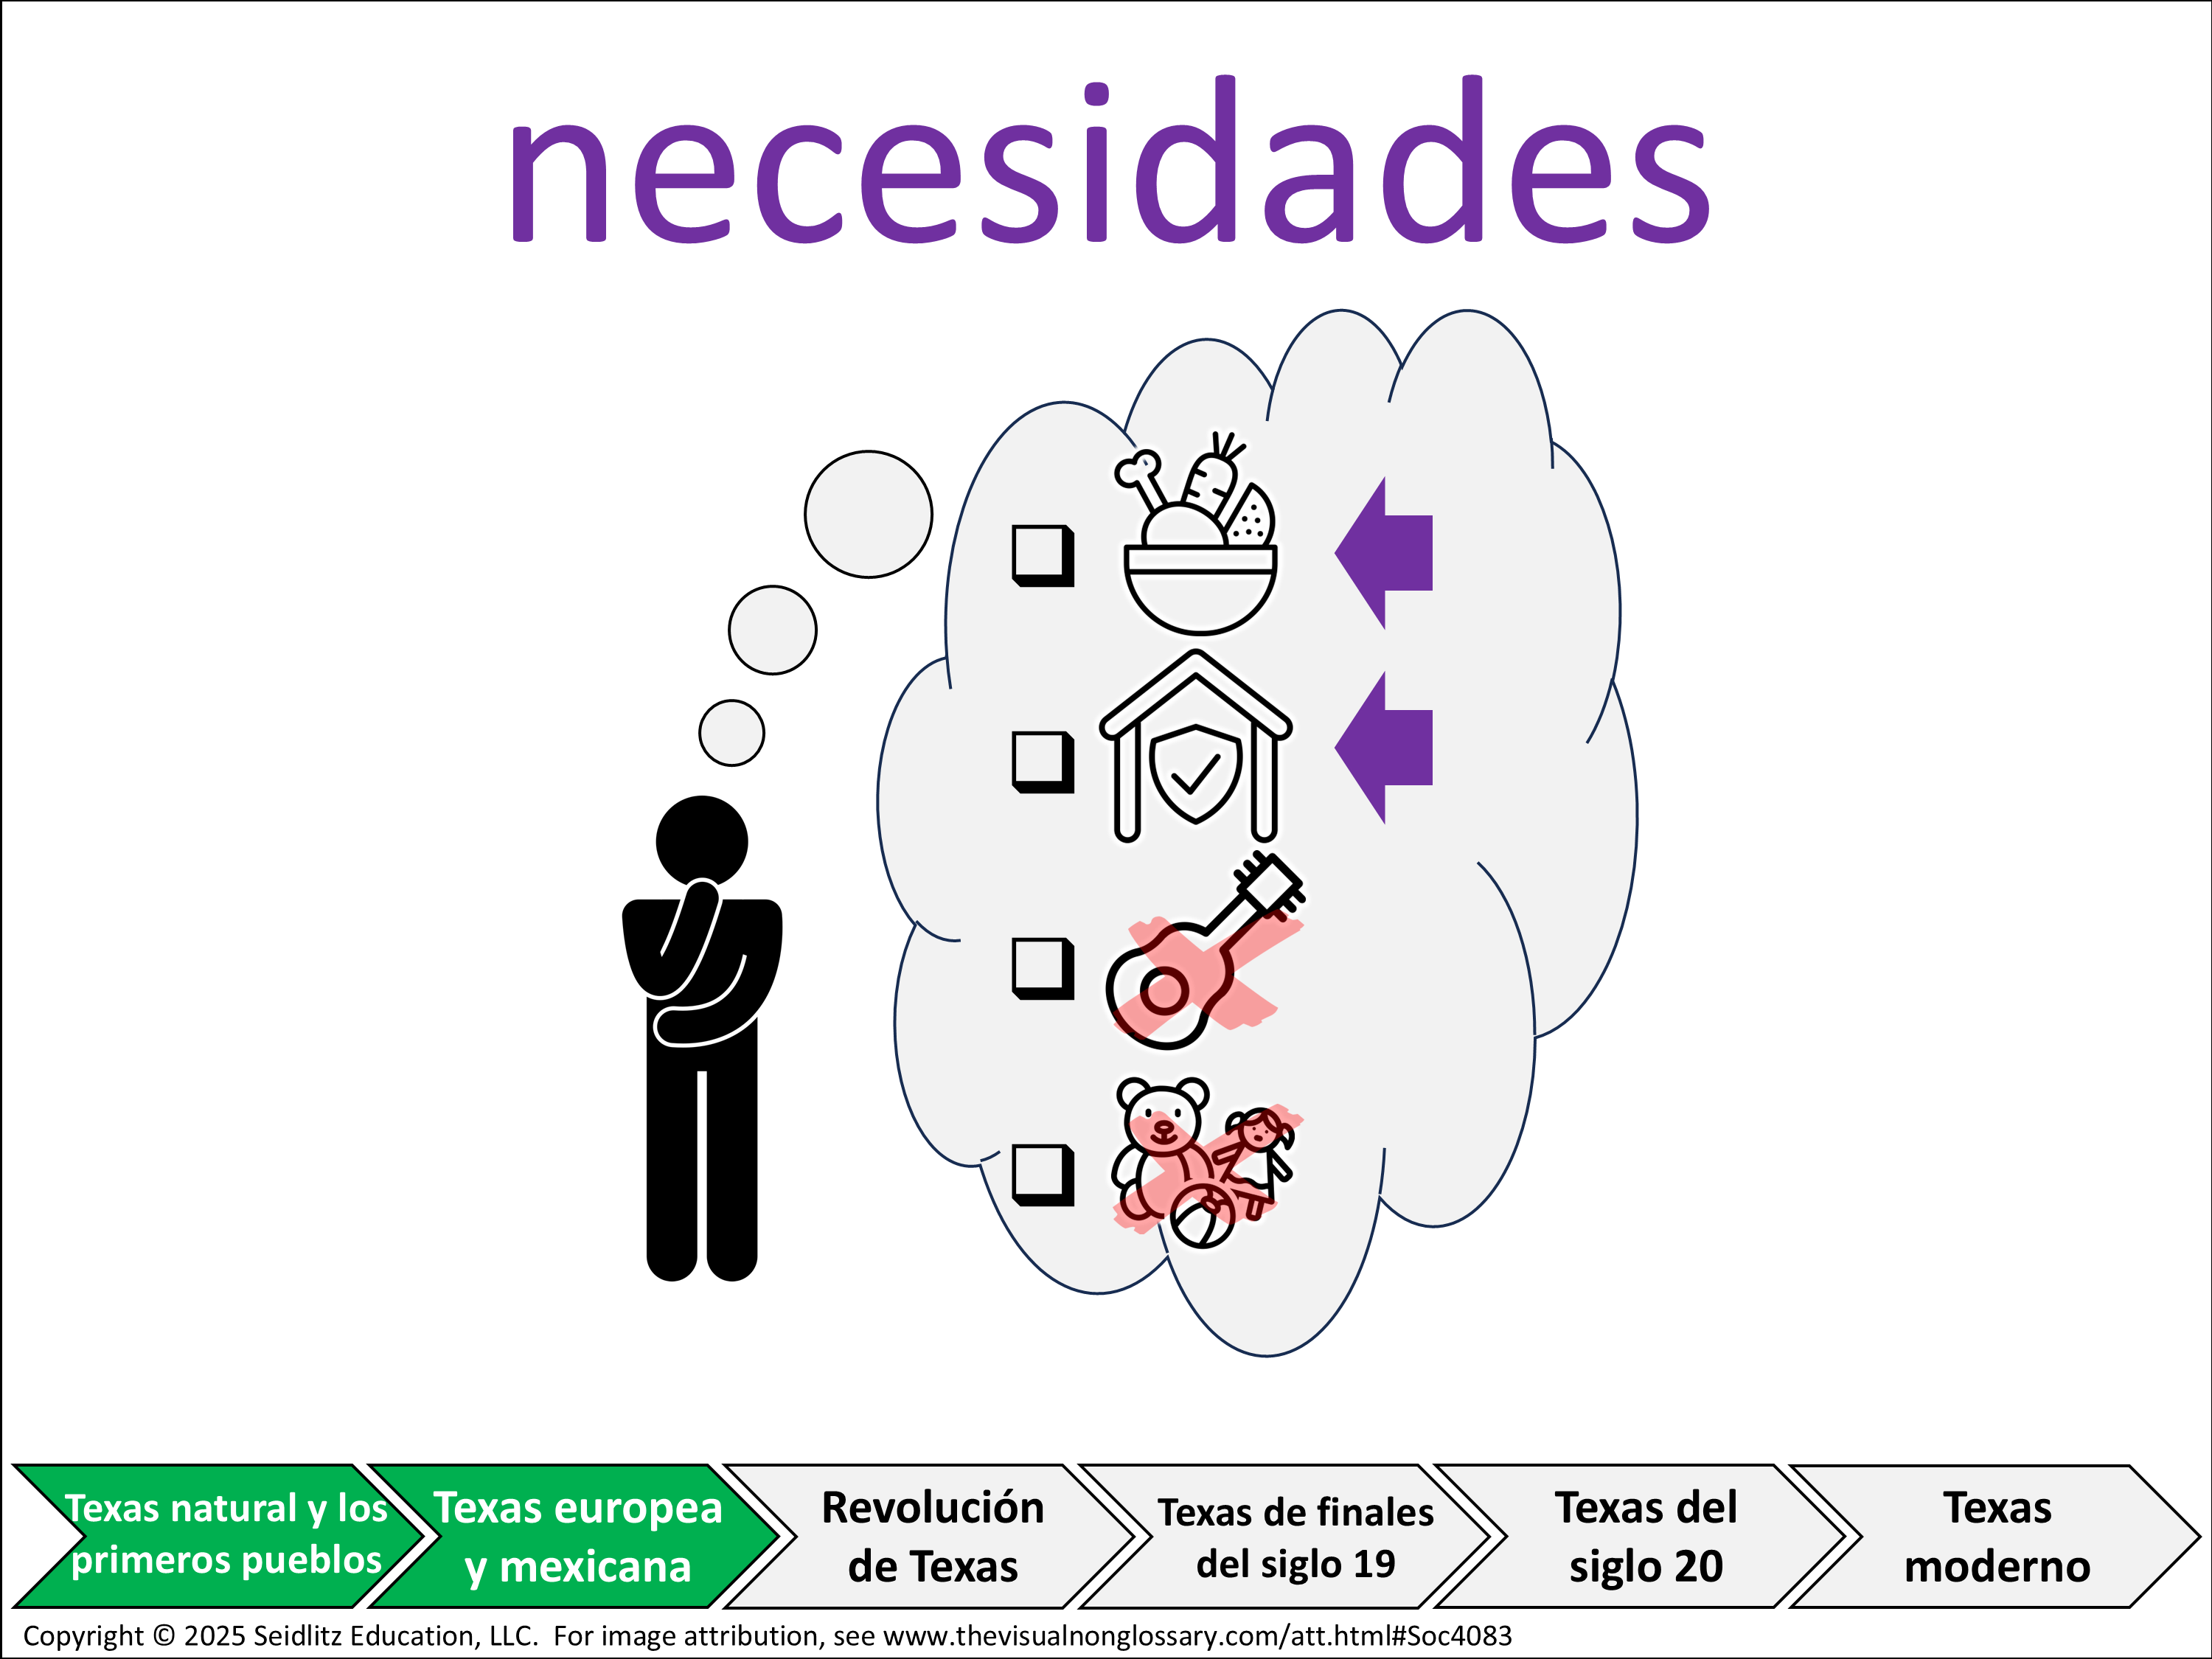 necesidades
Texas natural y los
primeros pueblos
Texas europea
y mexicana
Revolución
de Texas
Texas de finales
del siglo 19
Texas del
siglo 20
Texas
moderno
Copyright © 2025 Seidlitz Education, LLC.  For image attribution, see www.thevisualnonglossary.com/att.html#Soc4083